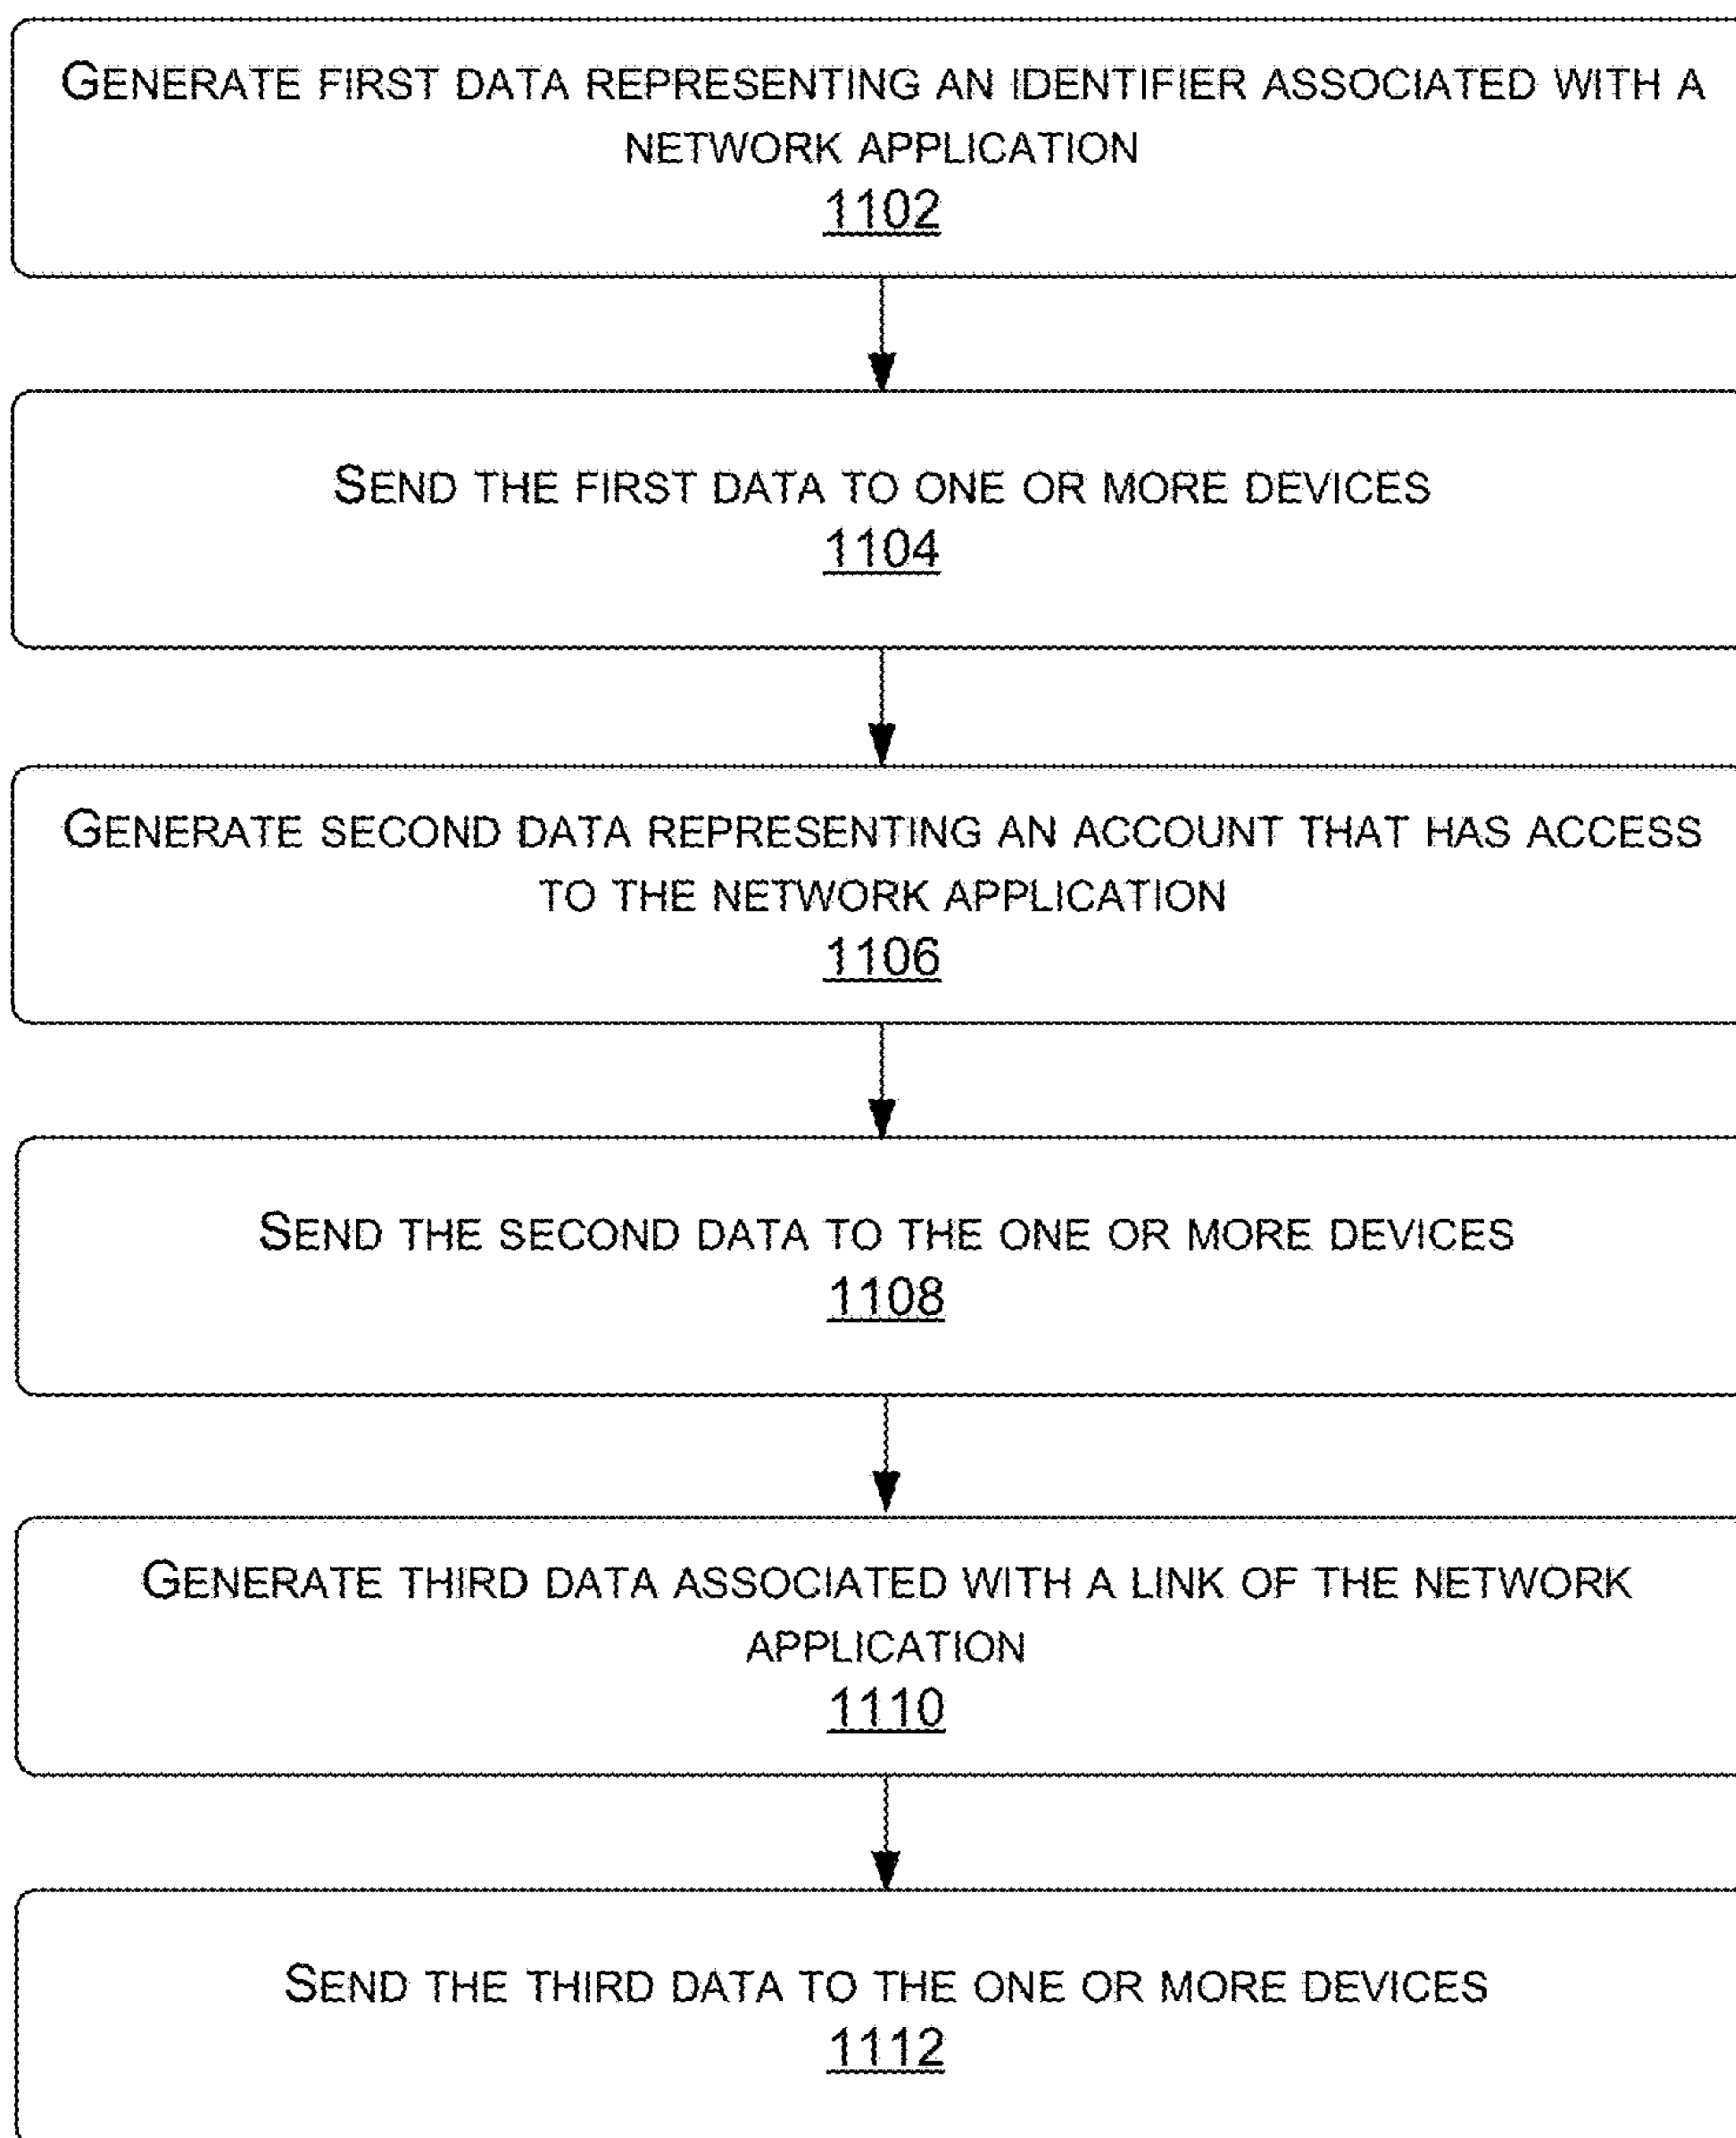 GENERATE FIRST DATA REPRESENTING AN IDENTIFIER ASSOCIATED WITH A
NETWORK APPLICATION
1102
SEND THE FIRST DATA TO ONE OR MORE DEVICES
1104
GENERATE SECOND DATA REPRESENTING AN ACCOUNT THAT HAS ACCESS
TO THE NETWORK APPLICATION
1106
SEND THE SECOND DATA TO THE ONE OR MORE DEVICES
1108
GENERATE THIRD DATA ASSOCIATED WITH A LINK OF THE NETWORK
APPLICATION
1110
SEND THE THIRD DATA TO THE ONE OR MORE DEVICES
1112